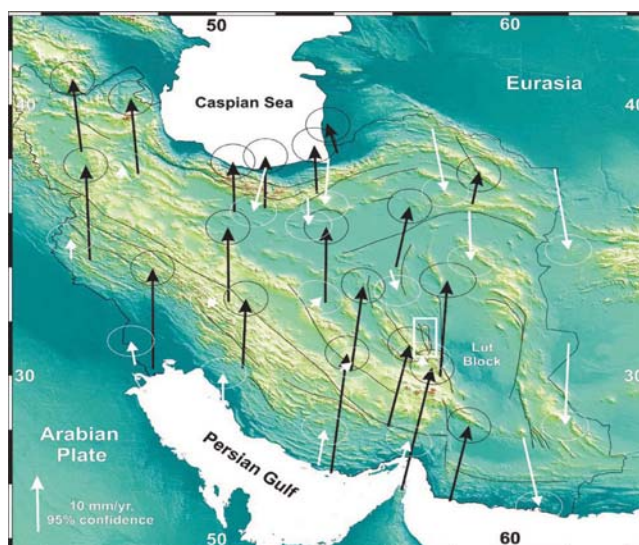 50
60
Eurasia
40
40
Caspian Sea
Lut
Block
30
30
Arabian
Plate
Persian Gulf
10 mm/yr.
95% confidence
50
60